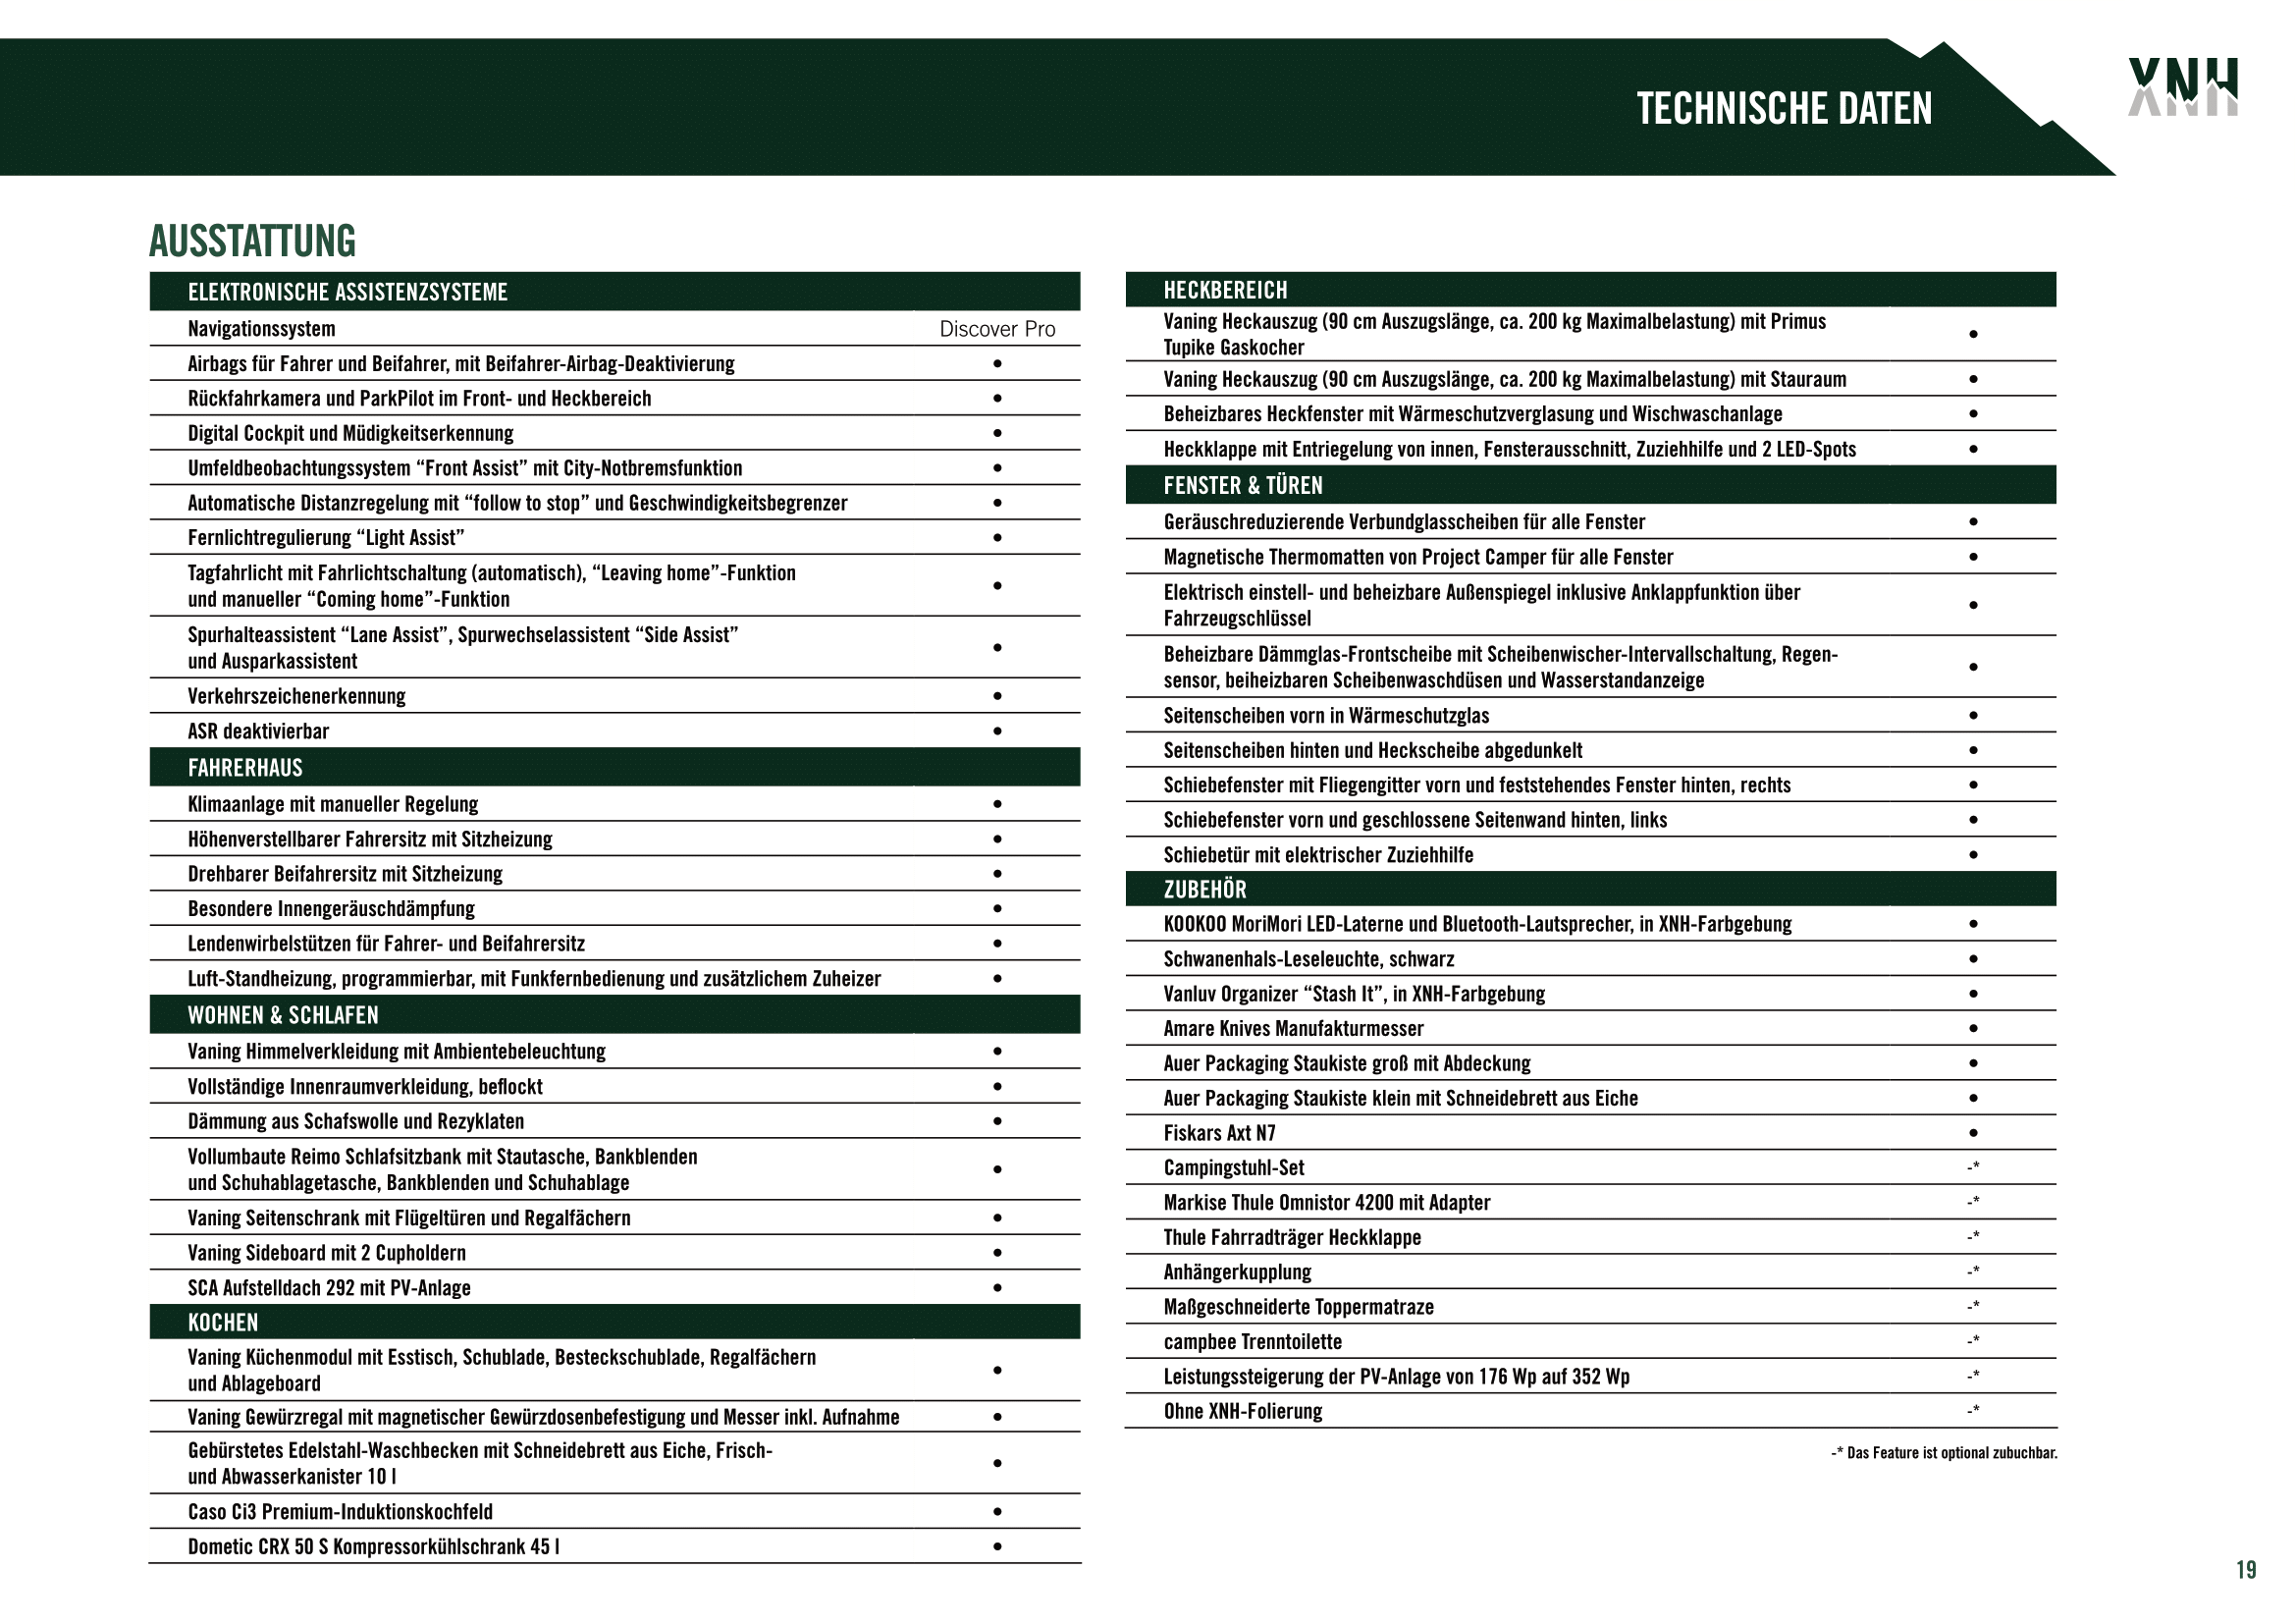 TECHNISCHE DATEN
XNH
AUSSTATTUNG
ELEKTRONISCHE ASSISTENZSYSTEME
Navigationssystem Discover Pro
Airbags für Fahrer und Beifahrer, mit Beifahrer-Airbag-Deaktivierung •
Rückfahrkamera und ParkPilot im Front- und Heckbereich •
Digital Cockpit und Müdigkeitserkennung •
Umfeldbeobachtungssystem “Front Assist” mit City-Notbremsfunktion •
Automatische Distanzregelung mit “follow to stop” und Geschwindigkeitsbegrenzer •
Fernlichtregulierung “Light Assist” •
Tagfahrlicht mit Fahrlichtschaltung (automatisch), “Leaving home”-Funktion
und manueller “Coming home”-Funktion •
Spurhalteassistent “Lane Assist”, Spurwechselassistent “Side Assist”
und Ausparkassistent •
Verkehrszeichenerkennung •
ASR deaktivierbar •
FAHRERHAUS
Klimaanlage mit manueller Regelung •
Höhenverstellbarer Fahrersitz mit Sitzheizung •
Drehbarer Beifahrersitz mit Sitzheizung •
Besondere Innengeräuschdämpfung •
Lendenwirbelstützen für Fahrer- und Beifahrersitz •
Luft-Standheizung, programmierbar, mit Funkfernbedienung und zusätzlichem Zuheizer •
WOHNEN & SCHLAFEN
Vaning Himmelverkleidung mit Ambientebeleuchtung •
Vollständige Innenraumverkleidung, beflockt •
Dämmung aus Schafswolle und Rezyklaten •
Vollumbaute Reimo Schlafsitzbank mit Stautasche, Bankblenden
und Schuhablagetasche, Bankblenden und Schuhablage •
Vaning Seitenschrank mit Flügeltüren und Regalfächern •
Vaning Sideboard mit 2 Cupholdern •
SCA Aufstelldach 292 mit PV-Anlage •
KOCHEN
Vaning Küchenmodul mit Esstisch, Schublade, Besteckschublade, Regalfächern
und Ablageboard •
Vaning Gewürzregal mit magnetischer Gewürzdosenbefestigung und Messer inkl. Aufnahme •
Gebürstetes Edelstahl-Waschbecken mit Schneidebrett aus Eiche, Frisch-
und Abwasserkanister 10 l •
Caso Ci3 Premium-Induktionskochfeld •
Dometic CRX 50 S Kompressorkühlschrank 45 l •
HECKBEREICH
Vaning Heckauszug (90 cm Auszugslänge, ca. 200 kg Maximalbelastung) mit Primus
Tupike Gaskocher •
Vaning Heckauszug (90 cm Auszugslänge, ca. 200 kg Maximalbelastung) mit Stauraum •
Beheizbares Heckfenster mit Wärmeschutzverglasung und Wischwaschanlage •
Heckklappe mit Entriegelung von innen, Fensterausschnitt, Zuziehhilfe und 2 LED-Spots •
FENSTER & TÜREN
Geräuschreduzierende Verbundglasscheiben für alle Fenster •
Magnetische Thermomatten von Project Camper für alle Fenster •
Elektrisch einstell- und beheizbare Außenspiegel inklusive Anklappfunktion über
Fahrzeugschlüssel •
Beheizbare Dämmglas-Frontscheibe mit Scheibenwischer-Intervallschaltung, Regen-
sensor, beiheizbaren Scheibenwaschdüsen und Wasserstandanzeige •
Seitenscheiben vorn in Wärmeschutzglas •
Seitenscheiben hinten und Heckscheibe abgedunkelt •
Schiebefenster mit Fliegengitter vorn und feststehendes Fenster hinten, rechts •
Schiebefenster vorn und geschlossene Seitenwand hinten, links •
Schiebetür mit elektrischer Zuziehhilfe •
ZUBEHÖR
KOOKOO MoriMori LED-Laterne und Bluetooth-Lautsprecher, in XNH-Farbgebung •
Schwanenhals-Leseleuchte, schwarz •
Vanluv Organizer “Stash It”, in XNH-Farbgebung •
Amare Knives Manufakturmesser •
Auer Packaging Staukiste groß mit Abdeckung •
Auer Packaging Staukiste klein mit Schneidebrett aus Eiche •
Fiskars Axt N7 •
Campingstuhl-Set -*
Markise Thule Omnistor 4200 mit Adapter -*
Thule Fahrradträger Heckklappe -*
Anhängerkupplung -*
Maßgeschneiderte Toppermatraze -*
campbee Trenntoilette -*
Leistungssteigerung der PV-Anlage von 176 Wp auf 352 Wp -*
Ohne XNH-Folierung -*
-* Das Feature ist optional zubuchbar.
19